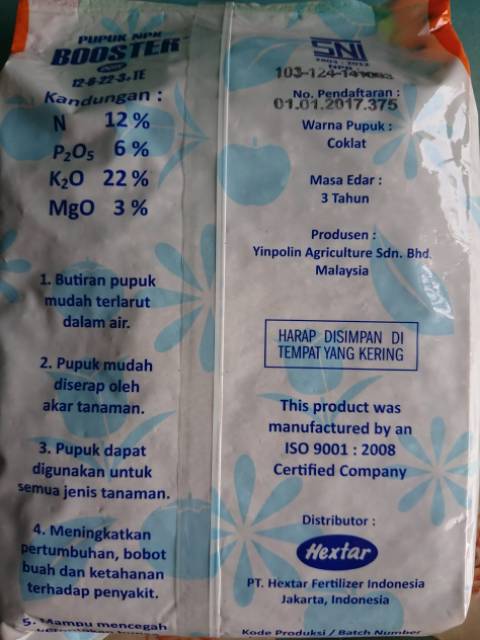 PUPUK NPK
BOOSTER
12-6-22-3+TE
Kandungan :
N 12 %
P₂O₅ 6 %
K₂O 22 %
MgO 3 %
1. Butiran pupuk
mudah terlarut
dalam air.
2. Pupuk mudah
diserap oleh
akar tanaman.
3. Pupuk dapat
digunakan untuk
semua jenis tanaman.
4. Meningkatkan
pertumbuhan, bobot
buah dan ketahanan
terhadap penyakit.
5. Mampu mencegah
SNI
NPK
No. Pendaftaran :
01.01.2017.375
Warna Pupuk :
Coklat
Masa Edar :
3 Tahun
Produsen :
Yinpolin Agriculture Sdn. Bhd.
Malaysia
HARAP DISIMPAN DI
TEMPAT YANG KERING
This product was
manufactured by an
ISO 9001 : 2008
Certified Company
Distributor :
Hextar
PT. Hextar Fertilizer Indonesia
Jakarta, Indonesia
Kode Produksi / Batch Number